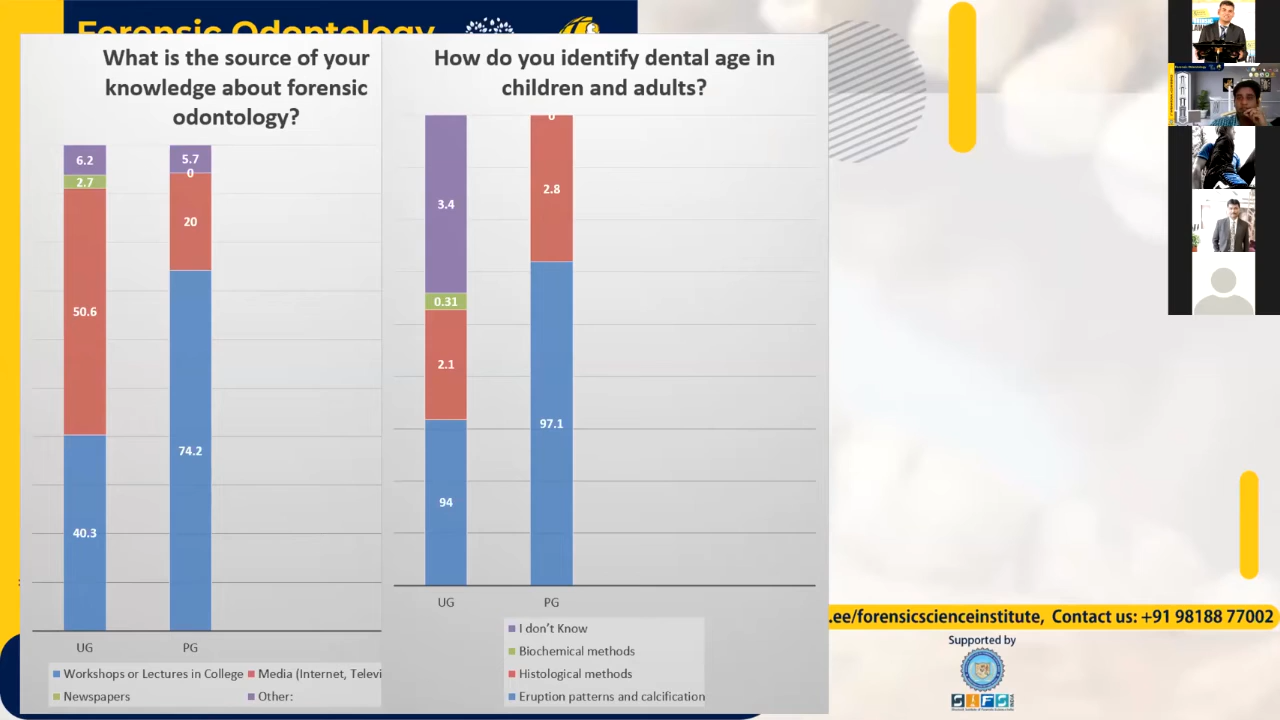 Forensic Odontology
What is the source of your
knowledge about forensic
odontology?
6.2
5.7
0
2.7
20
50.6
74.2
40.3
UG
PG
Workshops or Lectures in College
Media (Internet, Televi
Newspapers
Other:
How do you identify dental age in
children and adults?
0
3.4
2.8
0.31
2.1
97.1
94
UG
PG
I don't Know
Biochemical methods
Histological methods
Eruption patterns and calcification
.ee/forensicscienceinstitute, Contact us: +91 98188 77002
Supported by
SIFS
INDIA